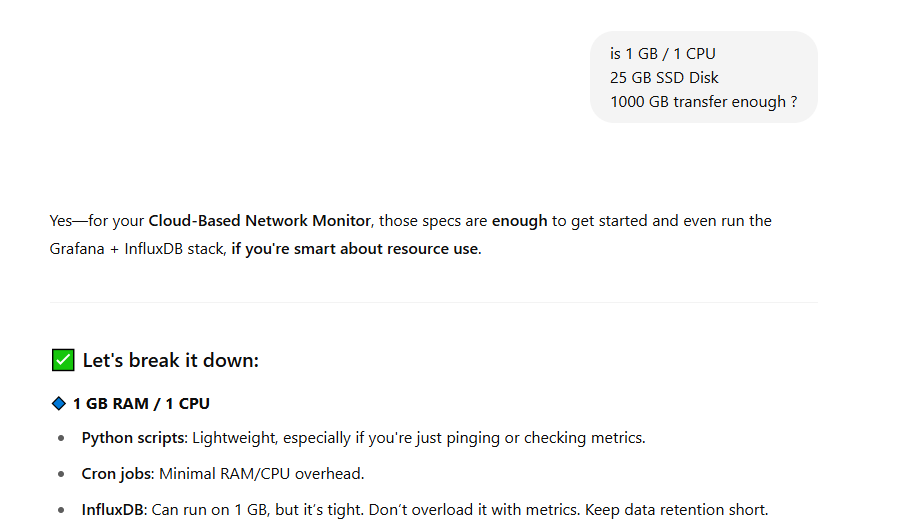 is 1 GB / 1 CPU
25 GB SSD Disk
1000 GB transfer enough ?
Yes—for your Cloud-Based Network Monitor, those specs are enough to get started and even run the
Grafana + InfluxDB stack, if you're smart about resource use.
✅ Let's break it down:
🔹 1 GB RAM / 1 CPU
• Python scripts: Lightweight, especially if you're just pinging or checking metrics.
• Cron jobs: Minimal RAM/CPU overhead.
• InfluxDB: Can run on 1 GB, but it’s tight. Don’t overload it with metrics. Keep data retention short.